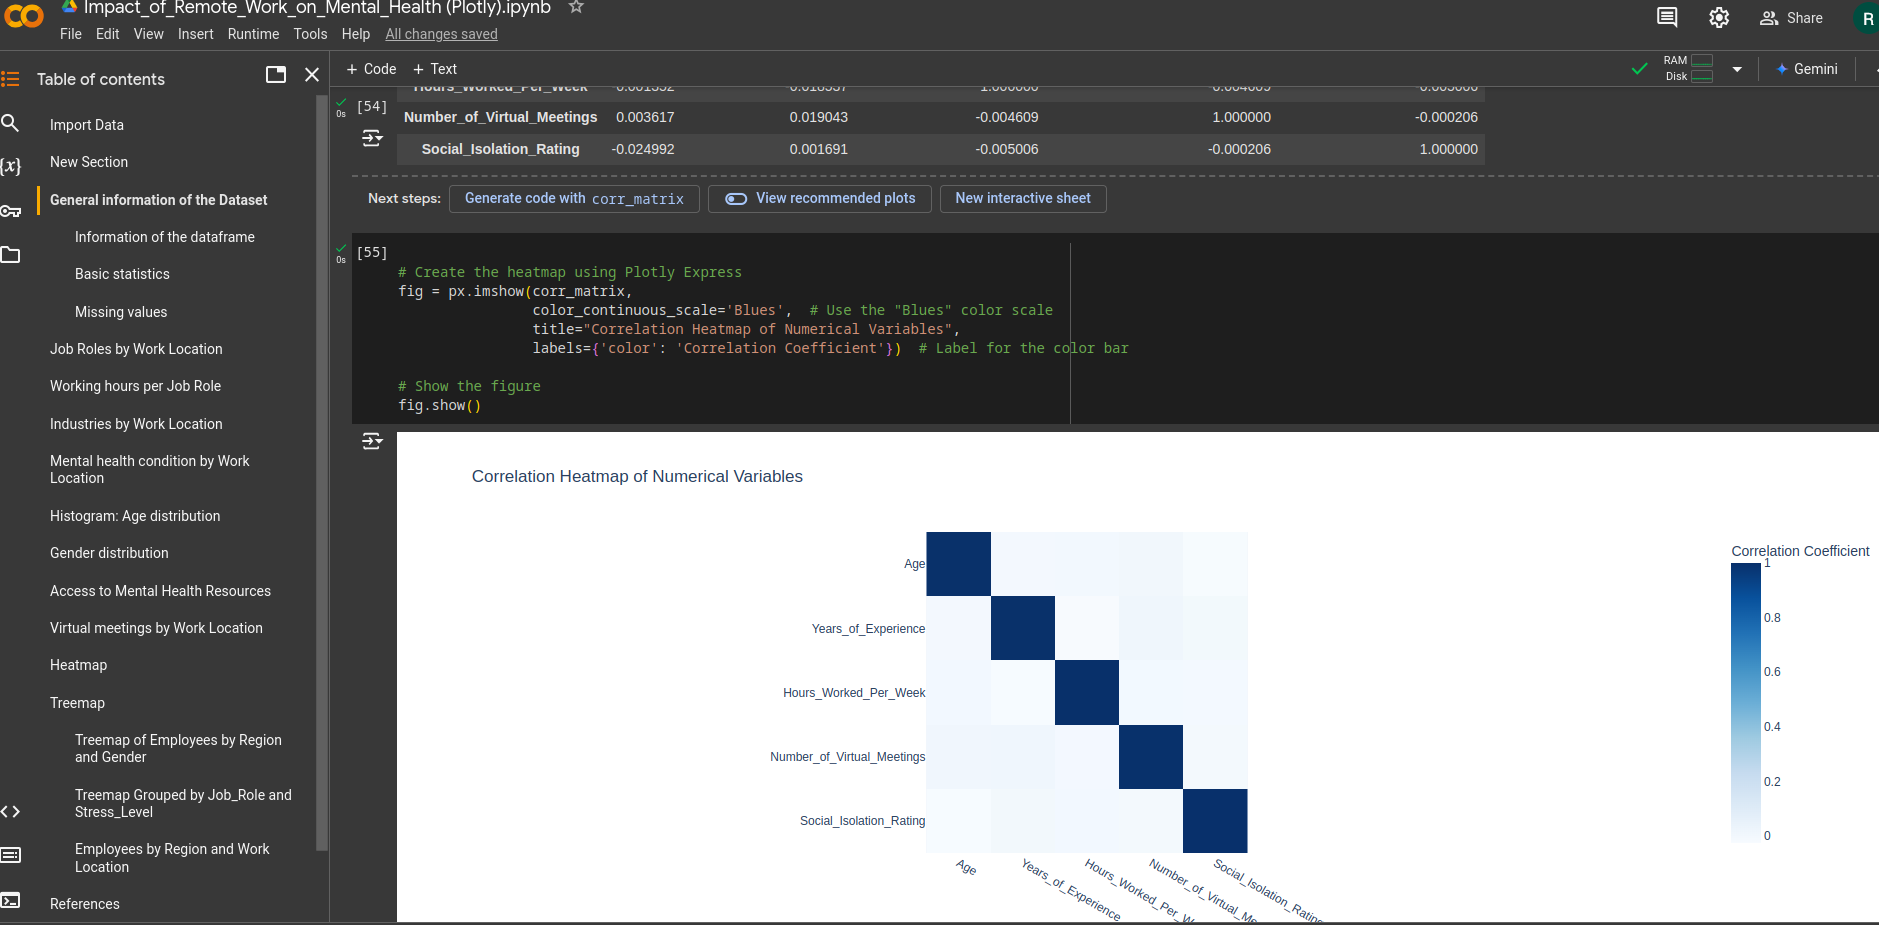 Impact_of_Remote_Work_on_Mental_Health (Plotly).ipynb
File Edit View Insert Runtime Tools Help All changes saved
Share
R
Table of contents
+ Code + Text
RAM
Disk
Gemini
Import Data
New Section
General information of the Dataset
Information of the dataframe
Basic statistics
Missing values
Job Roles by Work Location
Working hours per Job Role
Industries by Work Location
Mental health condition by Work
Location
Histogram: Age distribution
Gender distribution
Access to Mental Health Resources
Virtual meetings by Work Location
Heatmap
Treemap
Treemap of Employees by Region
and Gender
Treemap Grouped by Job_Role and
Stress_Level
Employees by Region and Work
Location
References
{x}
0s
[54]
Hours_Worked_Per_Week 1.000000 -0.004609 -0.005006
Number_of_Virtual_Meetings 0.003617 0.019043 -0.004609 1.000000 -0.000206
Social_Isolation_Rating -0.024992 0.001691 -0.005006 -0.000206 1.000000
Next steps: Generate code with corr_matrix View recommended plots New interactive sheet
0s
[55]
# Create the heatmap using Plotly Express
fig = px.imshow(corr_matrix,
color_continuous_scale='Blues', # Use the "Blues" color scale
title="Correlation Heatmap of Numerical Variables",
labels={'color': 'Correlation Coefficient'}) # Label for the color bar
# Show the figure
fig.show()
Correlation Heatmap of Numerical Variables
Age
Years_of_Experience
Hours_Worked_Per_Week
Number_of_Virtual_Meetings
Social_Isolation_Rating
Age
Years_of_Experience
Hours_Worked_Per_W
Number_of_Virtual_Me
Social_Isolation_Rating
Correlation Coefficient
1
0.8
0.6
0.4
0.2
0